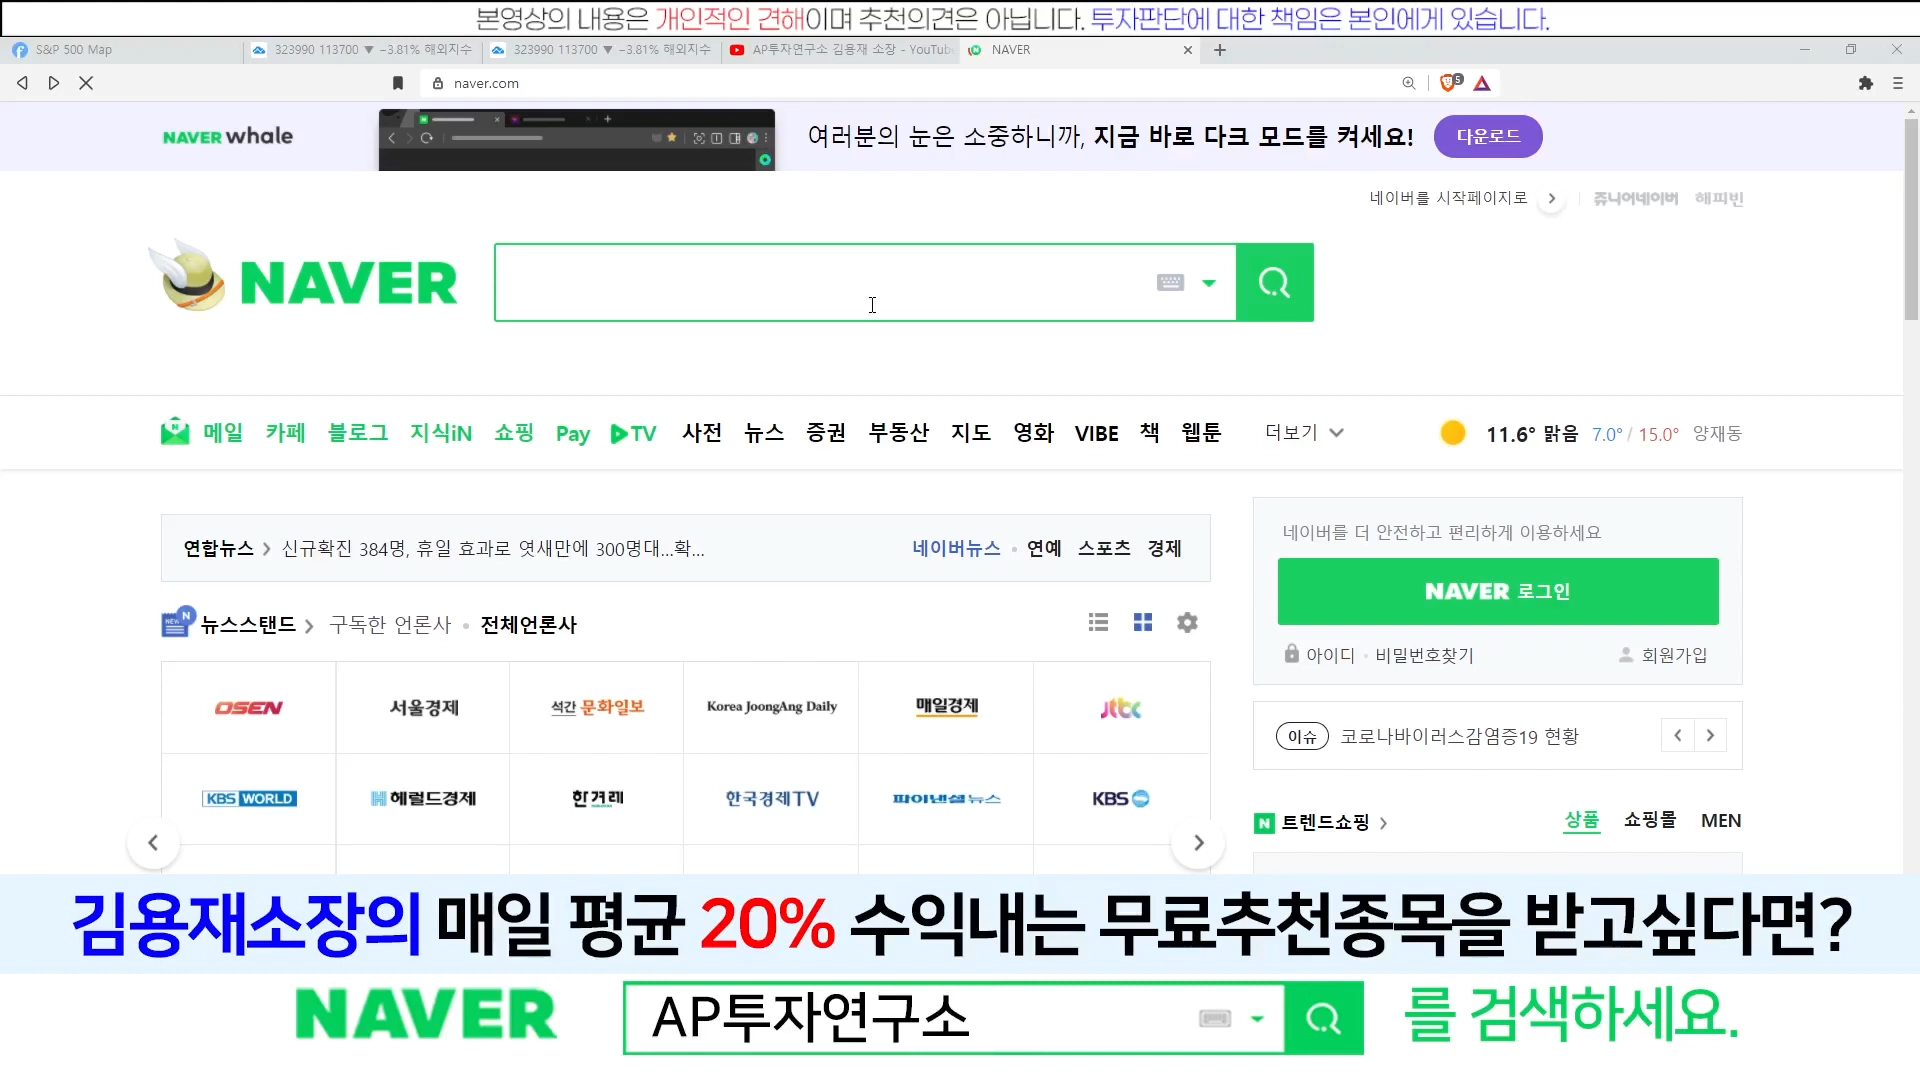 본영상의 내용은 개인적인 견해이며 추천의견은 아닙니다. 투자판단에 대한 책임은 본인에게 있습니다.
S&P 500 Map
323990 113700 ▼ -3.81% 해외지수
323990 113700 ▼ -3.81% 해외지수
AP투자연구소 김용재 소장 - YouTub
NAVER
naver.com
5
NAVER whale
여러분의 눈은 소중하니까, 지금 바로 다크 모드를 켜세요!
다운로드
네이버를 시작페이지로
쥬니어네이버 해피빈
NAVER
메일 카페 블로그 지식iN 쇼핑 Pay TV 사전 뉴스 증권 부동산 지도 영화 VIBE 책 웹툰 더보기
11.6° 맑음 7.0° / 15.0° 양재동
연합뉴스 > 신규확진 384명, 휴일 효과로 엿새만에 300명대...확...
네이버뉴스 • 연예 스포츠 경제
뉴스스탠드 > 구독한 언론사 • 전체언론사
OSEN 서울경제 석간 문화일보 Korea JoongAng Daily 매일경제 jtbc
KBS WORLD 헤럴드경제 한겨레 한국경제TV 파이낸셜뉴스 KBS
네이버를 더 안전하고 편리하게 이용하세요
NAVER 로그인
아이디 • 비밀번호찾기
회원가입
이슈 코로나바이러스감염증19 현황
N 트렌드쇼핑 >
상품 쇼핑몰 MEN
김용재소장의 매일 평균 20% 수익내는 무료추천종목을 받고싶다면?
NAVER AP투자연구소 를 검색하세요.